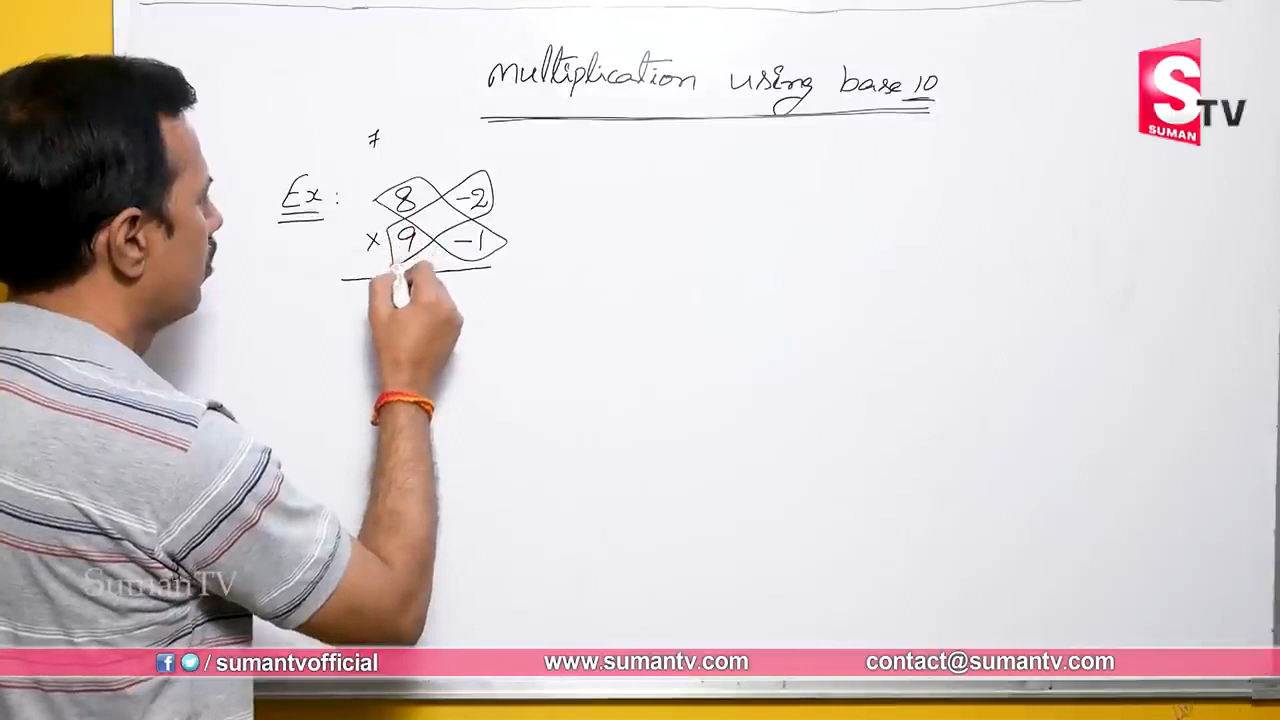 multiplication using base 10
S TV
SUMAN
7
Ex : 8 -2
x 9 -1
SumanTV
/ sumantvofficial www.sumantv.com contact@sumantv.com